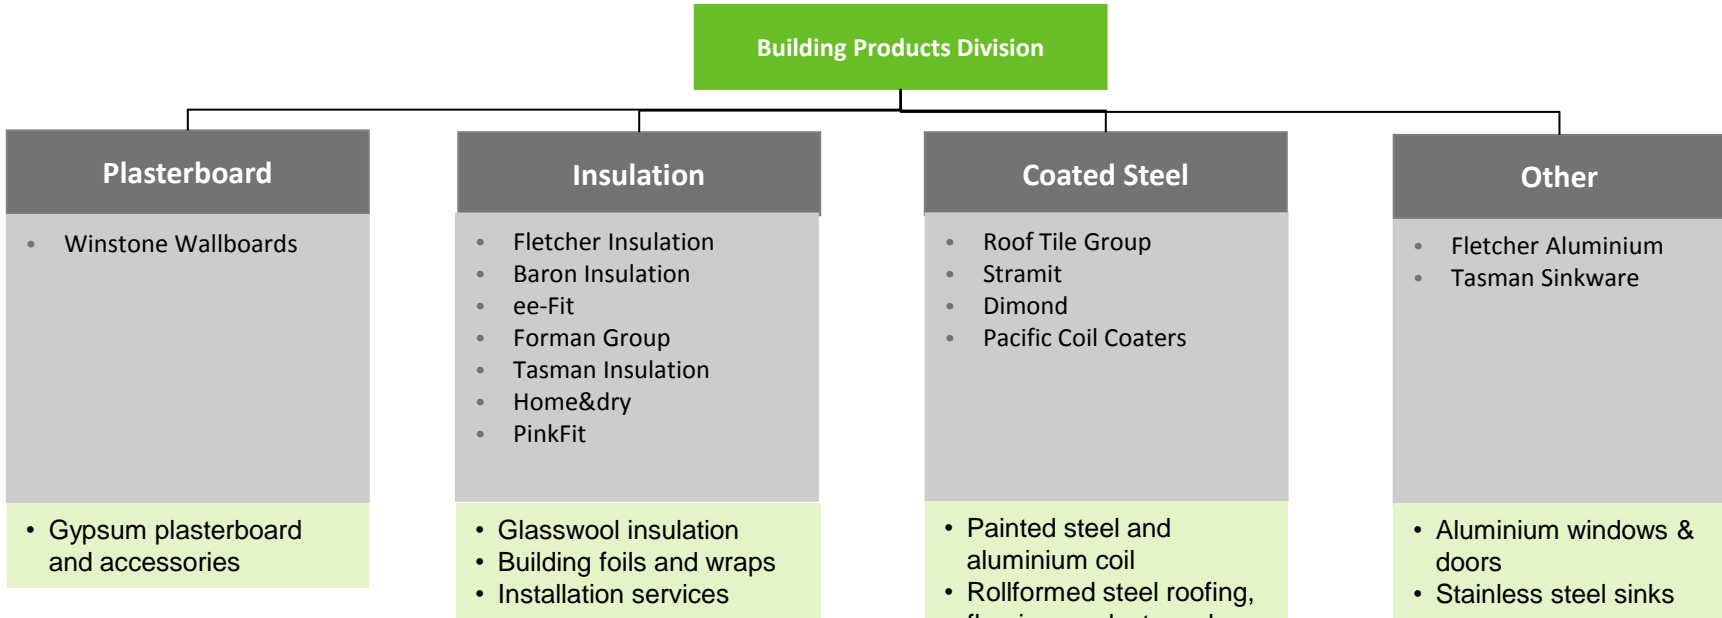 Building Products Division
Plasterboard
• Winstone Wallboards
• Gypsum plasterboard
and accessories
Insulation
• Fletcher Insulation
• Baron Insulation
• ee-Fit
• Forman Group
• Tasman Insulation
• Home&dry
• PinkFit
• Glasswool insulation
• Building foils and wraps
• Installation services
Coated Steel
• Roof Tile Group
• Stramit
• Dimond
• Pacific Coil Coaters
• Painted steel and
aluminium coil
• Rollformed steel roofing,
Other
• Fletcher Aluminium
• Tasman Sinkware
• Aluminium windows &
doors
• Stainless steel sinks